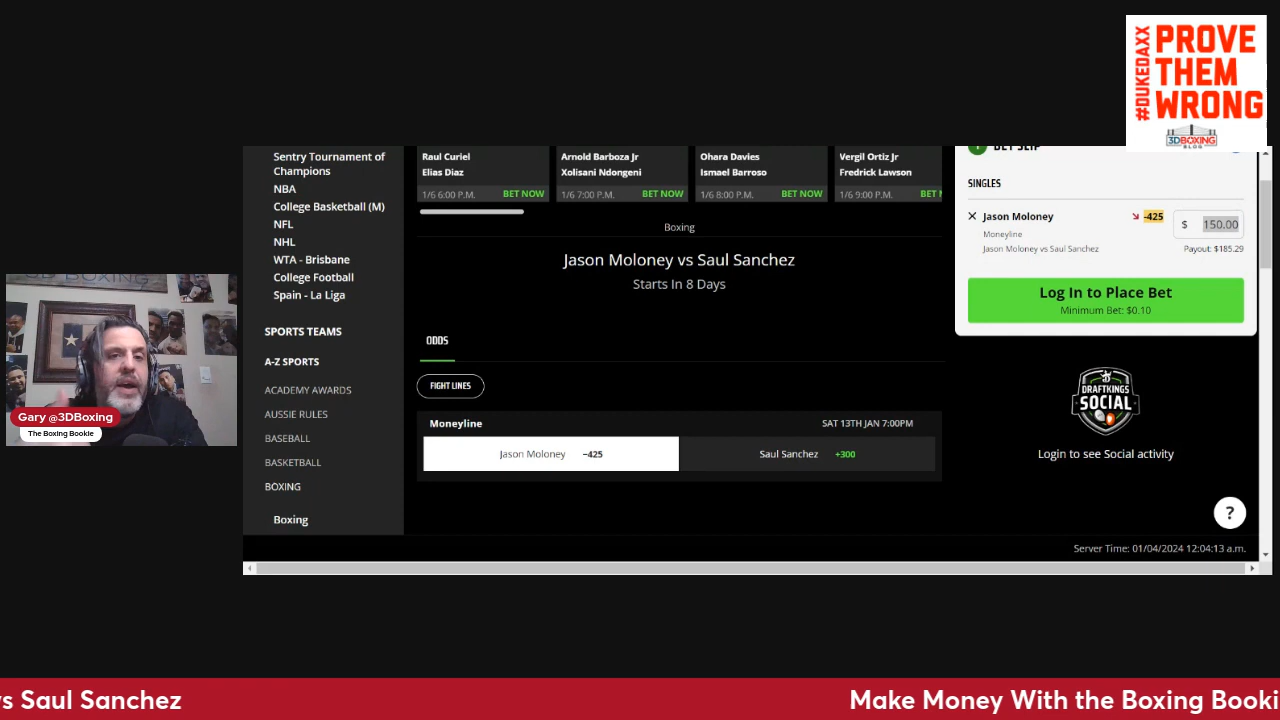 #DUKEDAXX
PROVE
THEM
WRONG
3DBOXING
BLOG
Sentry Tournament of
Champions
NBA
College Basketball (M)
NFL
NHL
WTA - Brisbane
College Football
Spain - La Liga
SPORTS TEAMS
A-Z SPORTS
ACADEMY AWARDS
AUSSIE RULES
BASEBALL
BASKETBALL
BOXING
Boxing
Raul Curiel
Elias Diaz
1/6 6:00 P.M. BET NOW
Arnold Barboza Jr
Xolisani Ndongeni
1/6 7:00 P.M. BET NOW
Ohara Davies
Ismael Barroso
1/6 8:00 P.M. BET NOW
Vergil Ortiz Jr
Fredrick Lawson
1/6 9:00 P.M. BET N
Boxing
Jason Moloney vs Saul Sanchez
Starts In 8 Days
ODDS
FIGHT LINES
Moneyline SAT 13TH JAN 7:00PM
Jason Moloney −425 Saul Sanchez +300
BET SLIP
SINGLES
Jason Moloney -425 $ 150.00
Moneyline
Jason Moloney vs Saul Sanchez Payout: $185.29
Log In to Place Bet
Minimum Bet: $0.10
DRAFTKINGS
SOCIAL
Login to see Social activity
?
Server Time: 01/04/2024 12:04:13 a.m.
3D BOXING
Gary @3DBoxing
The Boxing Bookie
s Saul Sanchez Make Money With the Boxing Booki